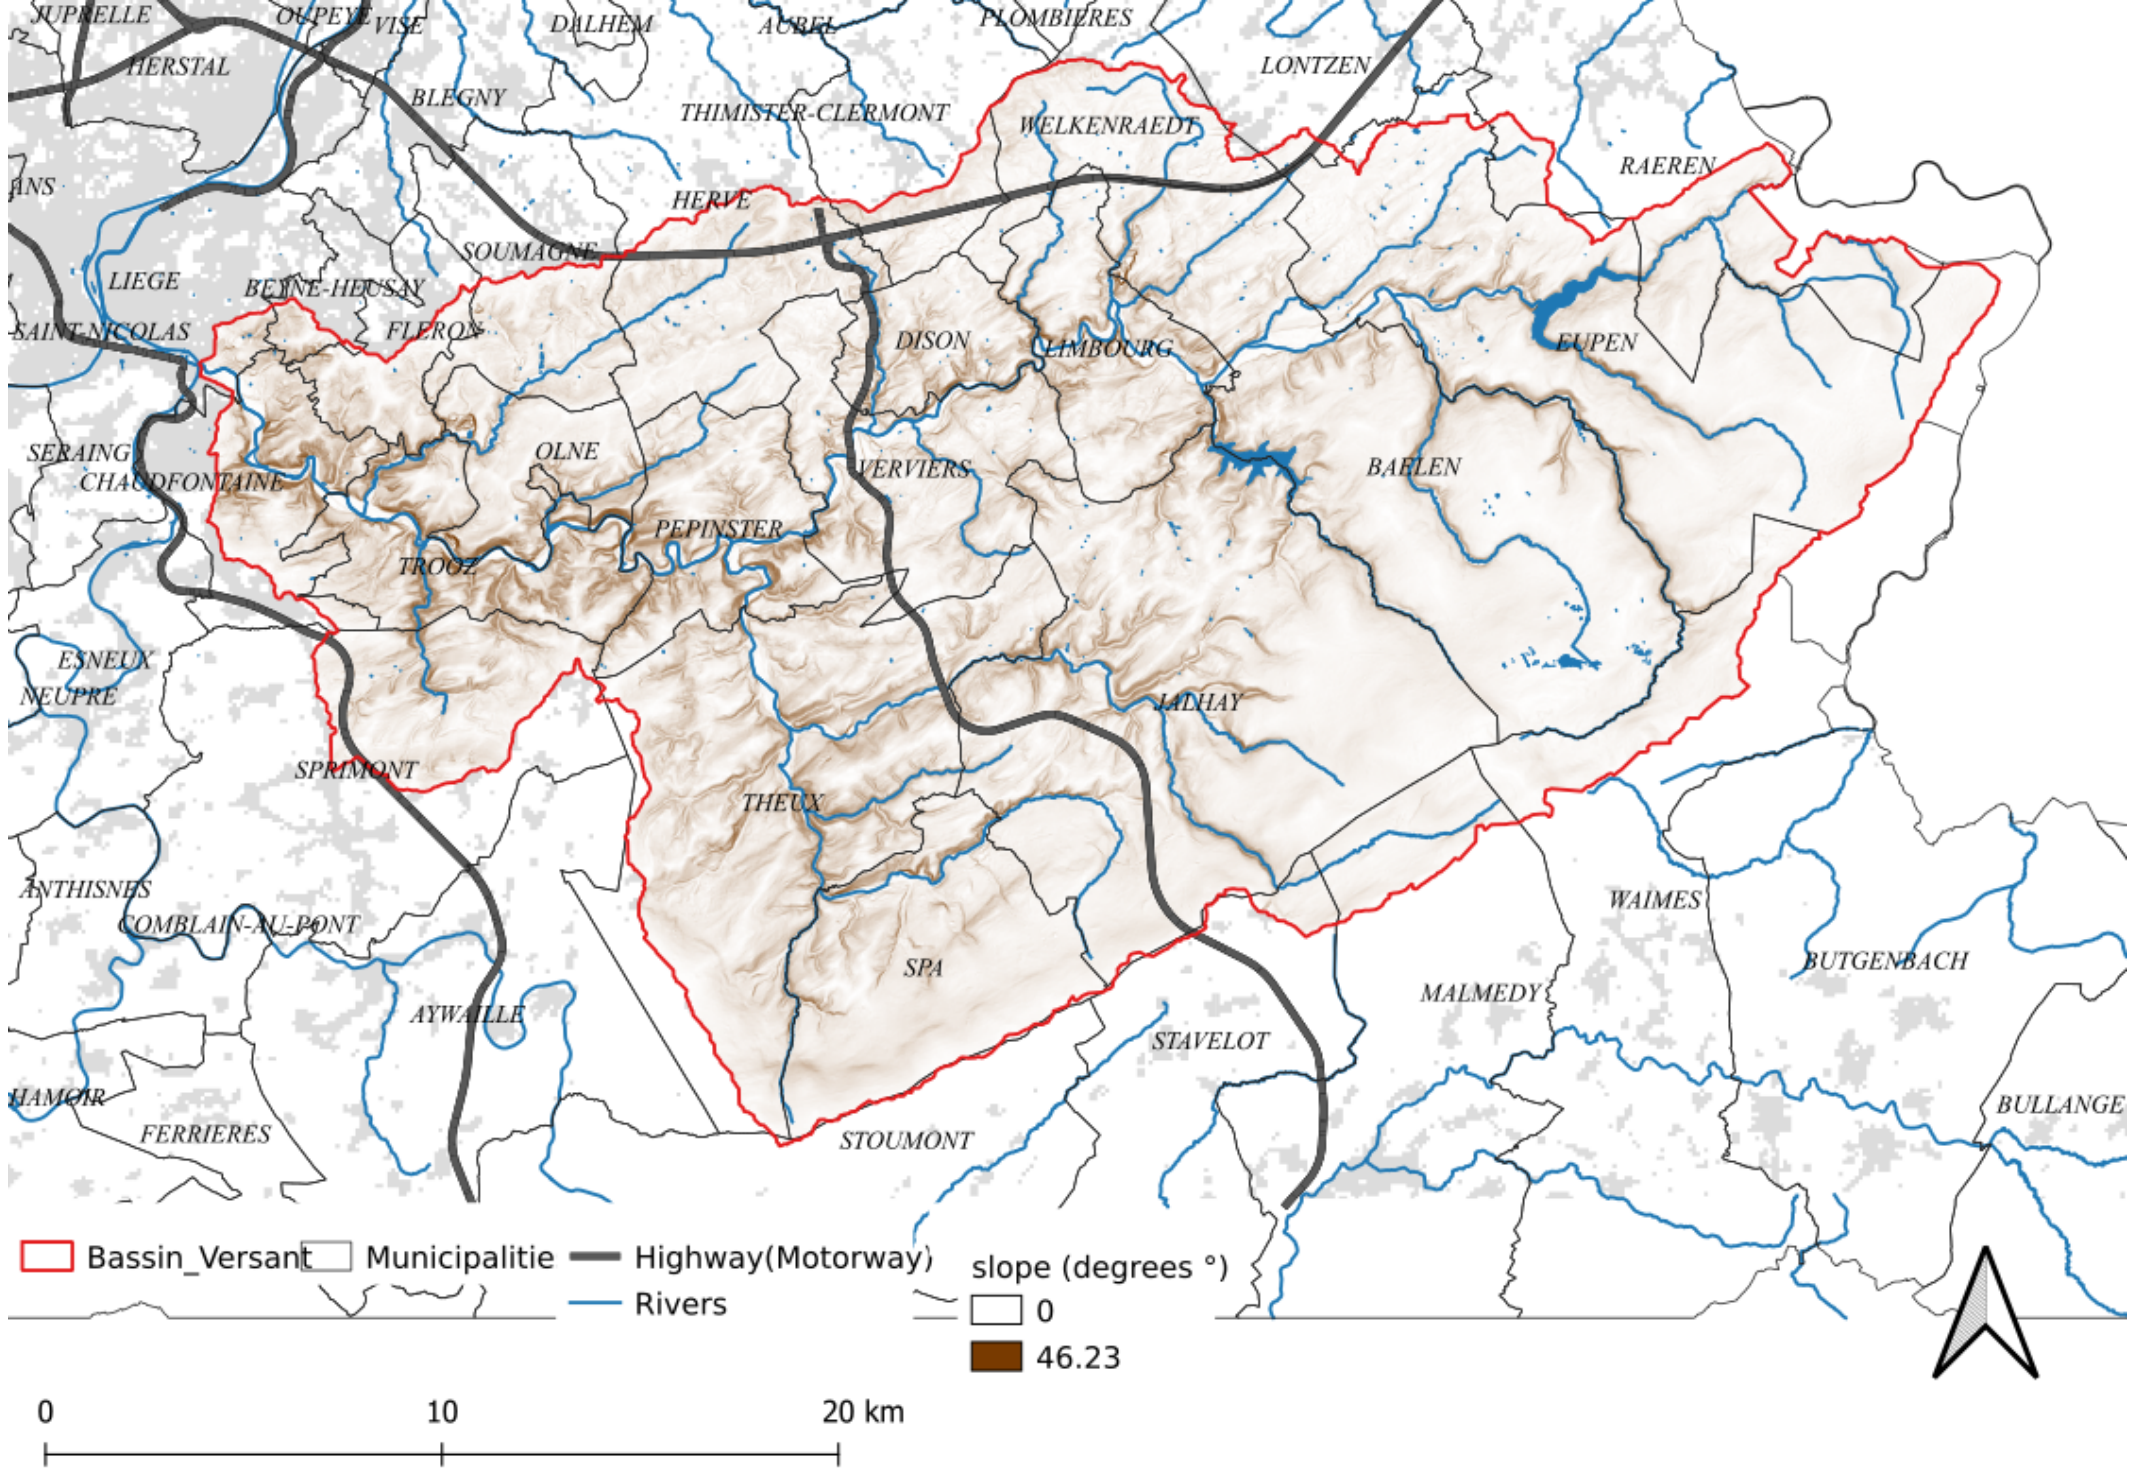 JUPRELLE
OUPEYE
VISE
DALHEM
AUBEL
PLOMBIERES
HERSTAL
LONTZEN
BLEGNY
THIMISTER-CLERMONT
WELKENRAEDT
RAEREN
ANS
HERVE
SOUMAGNE
LIEGE
BEYNE-HEUSAY
SAINT-NICOLAS
FLERON
DISON
LIMBOURG
EUPEN
SERAING
OLNE
CHAUDFONTAINE
VERVIERS
BAELEN
PEPINSTER
TROOZ
ESNEUX
NEUPRE
JALHAY
SPRIMONT
THEUX
ANTHISNES
COMBLAIN-AU-PONT
WAIMES
SPA
BUTGENBACH
AYWAILLE
MALMEDY
STAVELOT
HAMOIR
FERRIERES
STOUMONT
BULLANGE
Bassin_Versant
Municipalitie
Highway(Motorway)
Rivers
slope (degrees °)
0
46.23
0 10 20 km